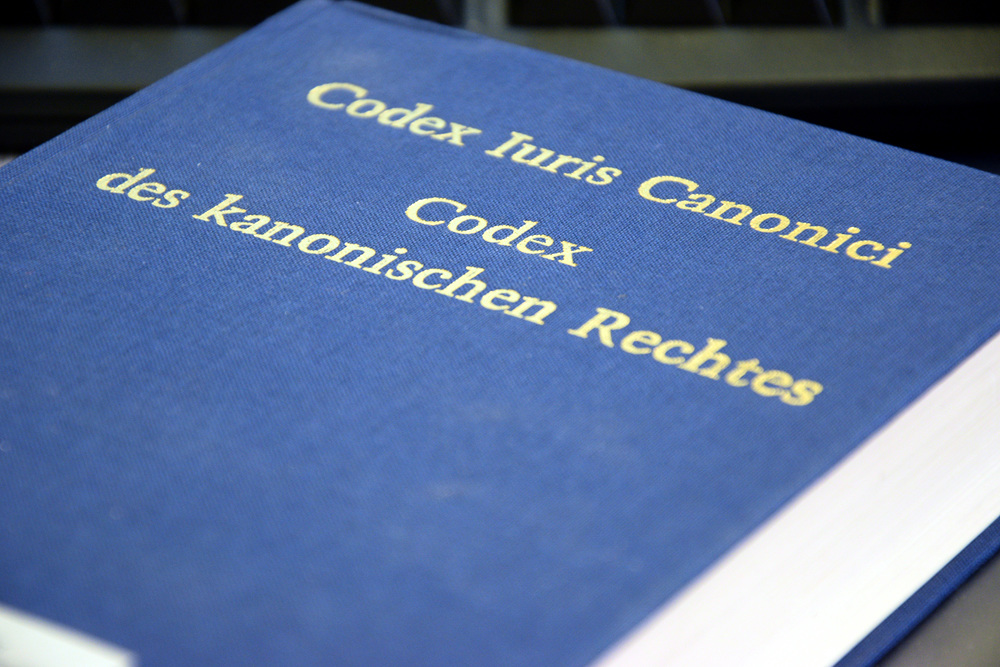 Codex Iuris Canonici
Codex
des kanonischen Rechtes